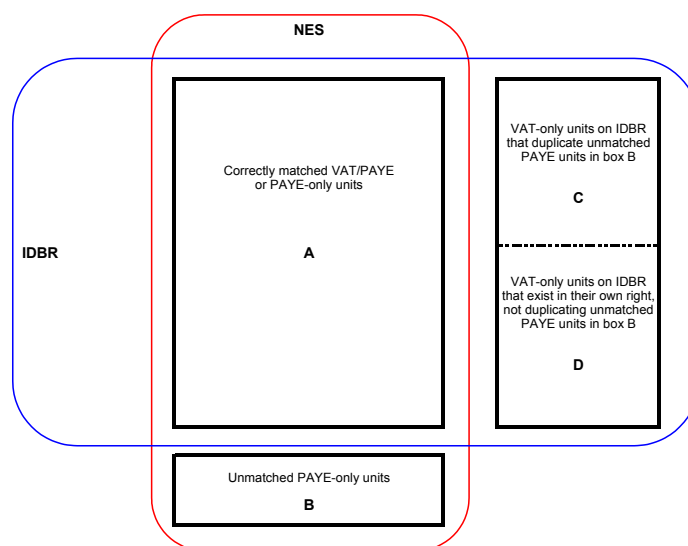 NES
Correctly matched VAT/PAYE
or PAYE-only units
A
VAT-only units on IDBR
that duplicate unmatched
PAYE units in box B
C
IDBR
VAT-only units on IDBR
that exist in their own right,
not duplicating unmatched
PAYE units in box B
D
Unmatched PAYE-only units
B